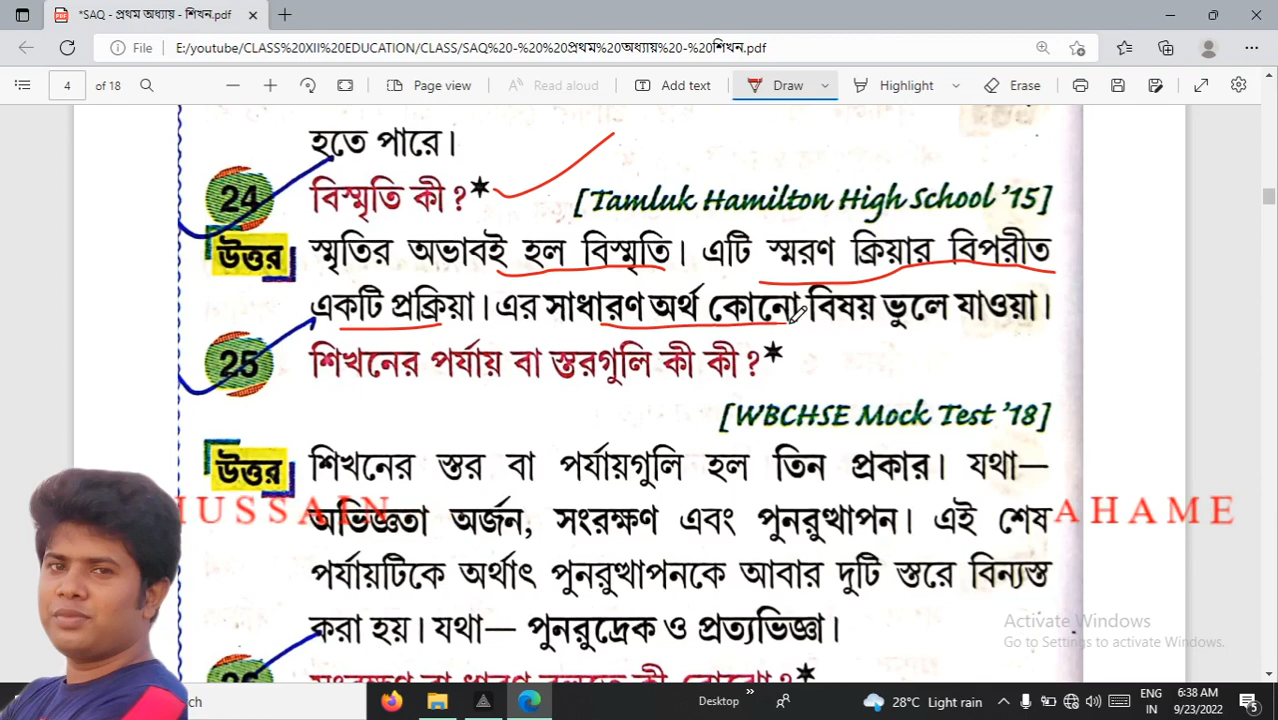 *SAQ - প্রথম অধ্যায় - শিখন.pdf
File E:/youtube/CLASS%20XII%20EDUCATION/CLASS/SAQ%20-%20%20প্রথম%20অধ্যায়%20-%20শিখন.pdf
4 of 18 Page view Read aloud Add text Draw Highlight Erase
হতে পারে।
24 বিস্মৃতি কী ?★ [Tamluk Hamilton High School '15]
উত্তর স্মৃতির অভাবই হল বিস্মৃতি। এটি স্মরণ ক্রিয়ার বিপরীত
একটি প্রক্রিয়া। এর সাধারণ অর্থ কোনো বিষয় ভুলে যাওয়া।
25 শিখনের পর্যায় বা স্তরগুলি কী কী ?★
[WBCHSE Mock Test '18]
উত্তর শিখনের স্তর বা পর্যায়গুলি হল তিন প্রকার। যথা—
HUSSAIN AHAME
অভিজ্ঞতা অর্জন, সংরক্ষণ এবং পুনরুত্থাপন। এই শেষ
পর্যায়টিকে অর্থাৎ পুনরুত্থাপনকে আবার দুটি স্তরে বিন্যস্ত
করা হয়। যথা— পুনরুদ্রেক ও প্রত্যভিজ্ঞা।
Activate Windows
Go to Settings to activate Windows.
Desktop 28°C Light rain ENG 6:38 AM
IN 9/23/2022 5